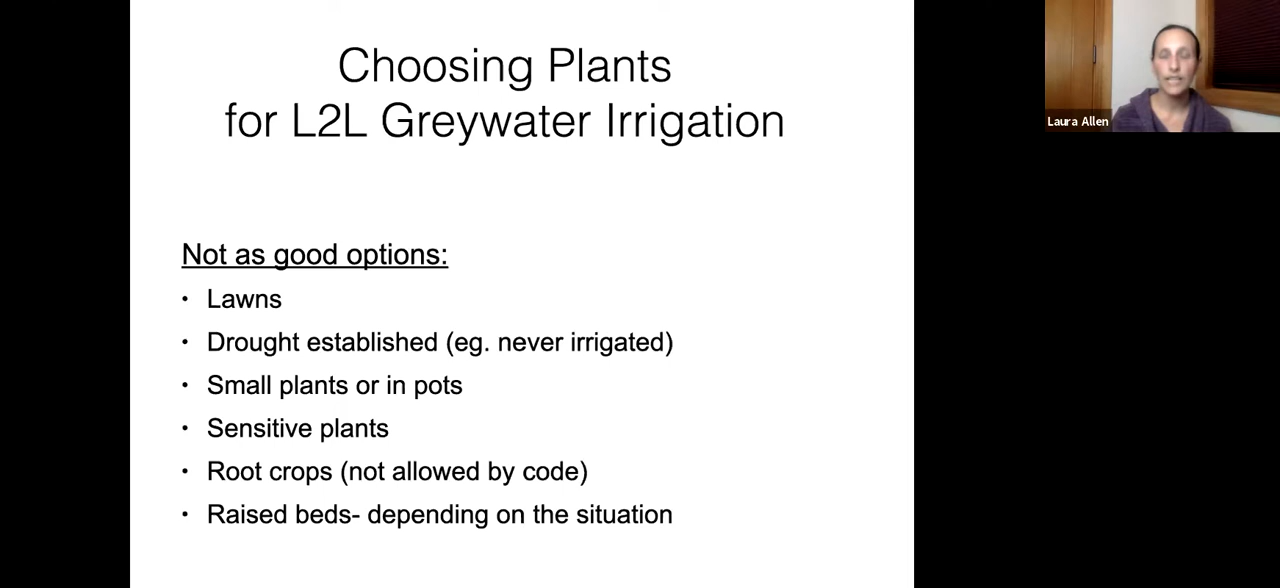 Choosing Plants
for L2L Greywater Irrigation
Not as good options:
• Lawns
• Drought established (eg. never irrigated)
• Small plants or in pots
• Sensitive plants
• Root crops (not allowed by code)
• Raised beds- depending on the situation
Laura Allen